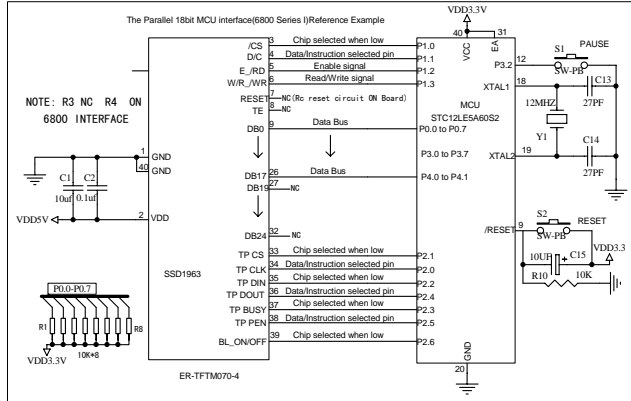 The Parallel 18bit MCU interface(6800 Series I)Reference Example
NOTE: R3 NC R4 ON
6800 INTERFACE
/CS 3 Chip selected when low P1.0
D/C 4 Data/Instruction selected pin P1.1
E_/RD 5 Enable signal P1.2
W/R_/WR 6 Read/Write signal P1.3
RESET 7 NC(Rc reset circuit ON Board)
TE 8 NC
DB0 9 Data Bus P0.0 to P0.7
P3.0 to P3.7
DB17 26 Data Bus P4.0 to P4.1
DB19 27 NC
DB24 32 NC
TP CS 33 Chip selected when low P2.1
TP CLK 34 Data/Instruction selected pin P2.0
TP DIN 35 Chip selected when low P2.2
TP DOUT 36 Data/Instruction selected pin P2.4
TP BUSY 37 Chip selected when low P2.3
TP PEN 38 Data/Instruction selected pin P2.5
BL_ON/OFF 39 Chip selected when low P2.6
1 GND
40 GND
C1 C2
10uf 0.1uf
VDD5V 2 VDD
SSD1963
ER-TFTM070-4
P0.0-P0.7
R1 R8
VDD3.3V 10K*8
VDD3.3V
40 31
VCC EA
MCU
STC12LE5A60S2
P3.2 12
S1 PAUSE
SW-PB
XTAL1 18
C13
27PF
12MHZ
Y1
XTAL2 19
C14
27PF
/RESET 9
S2 RESET
SW-PB
10UF + C15
VDD3.3
R10 10K
GND
20